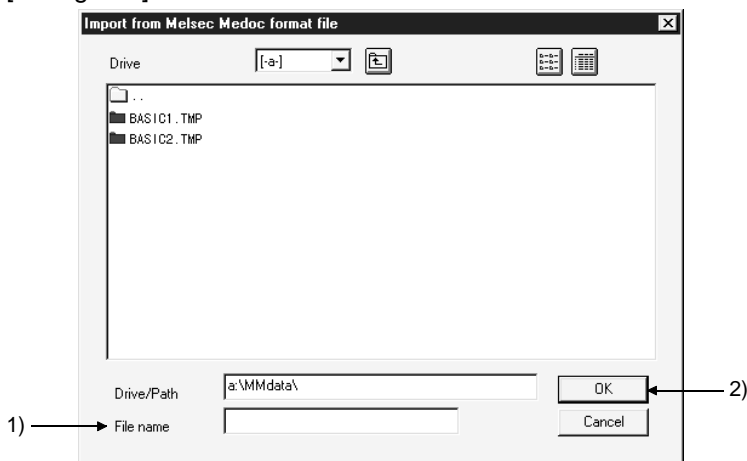 Import from Melsec Medoc format file
Drive [-a-]
..
BASIC1.TMP
BASIC2.TMP
Drive/Path a:\MMdata\ OK 2)
1) File name Cancel